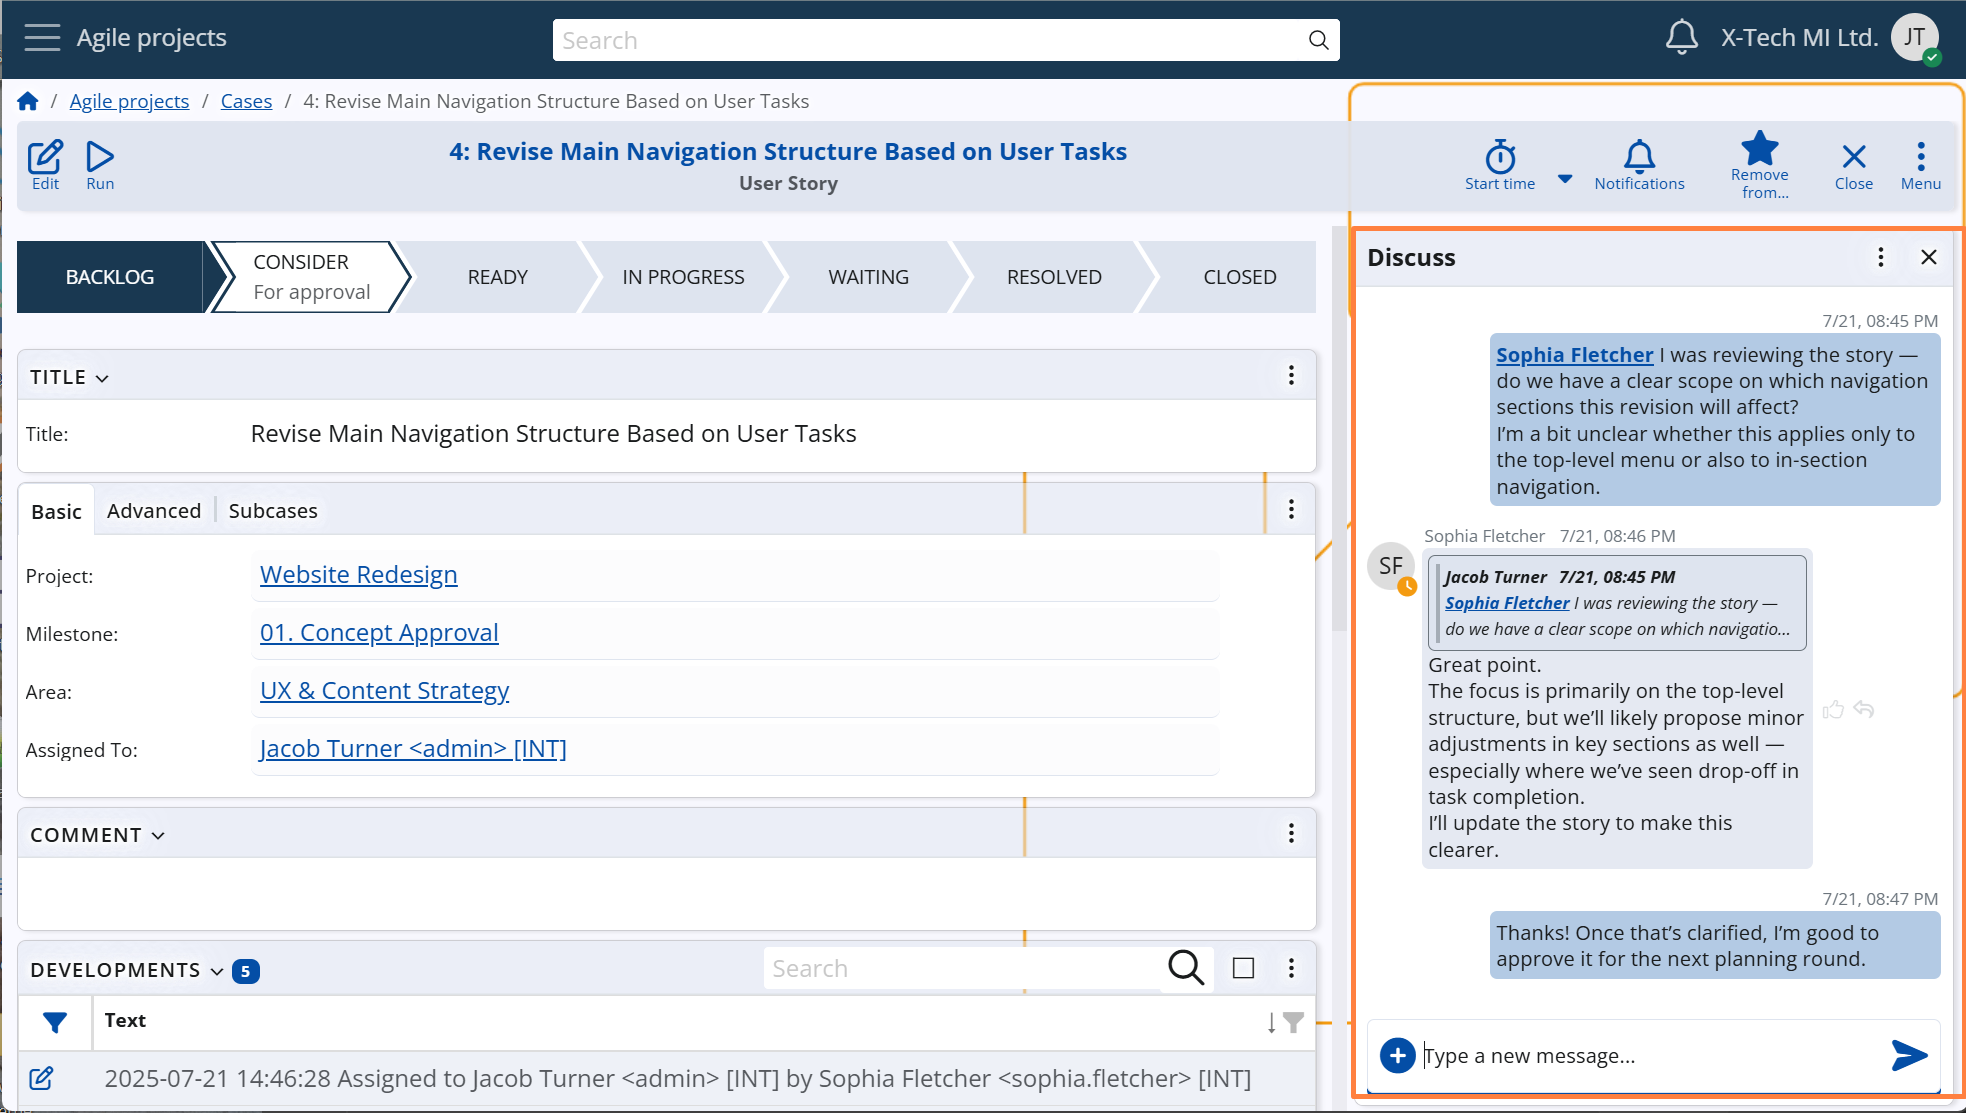 Agile projects
Search
X-Tech MI Ltd.
JT
/ Agile projects / Cases / 4: Revise Main Navigation Structure Based on User Tasks
Edit
Run
4: Revise Main Navigation Structure Based on User Tasks
User Story
Start time
Notifications
Remove
from...
Close
Menu
BACKLOG
CONSIDER
For approval
READY
IN PROGRESS
WAITING
RESOLVED
CLOSED
TITLE
Title:
Revise Main Navigation Structure Based on User Tasks
Basic
Advanced
Subcases
Project:
Website Redesign
Milestone:
01. Concept Approval
Area:
UX & Content Strategy
Assigned To:
Jacob Turner <admin> [INT]
COMMENT
DEVELOPMENTS
5
Search
Text
2025-07-21 14:46:28 Assigned to Jacob Turner <admin> [INT] by Sophia Fletcher <sophia.fletcher> [INT]
Discuss
7/21, 08:45 PM
Sophia Fletcher I was reviewing the story —
do we have a clear scope on which navigation
sections this revision will affect?
I'm a bit unclear whether this applies only to
the top-level menu or also to in-section
navigation.
Sophia Fletcher 7/21, 08:46 PM
SF
Jacob Turner 7/21, 08:45 PM
Sophia Fletcher I was reviewing the story —
do we have a clear scope on which navigatio...
Great point.
The focus is primarily on the top-level
structure, but we'll likely propose minor
adjustments in key sections as well —
especially where we've seen drop-off in
task completion.
I'll update the story to make this
clearer.
7/21, 08:47 PM
Thanks! Once that's clarified, I'm good to
approve it for the next planning round.
Type a new message...